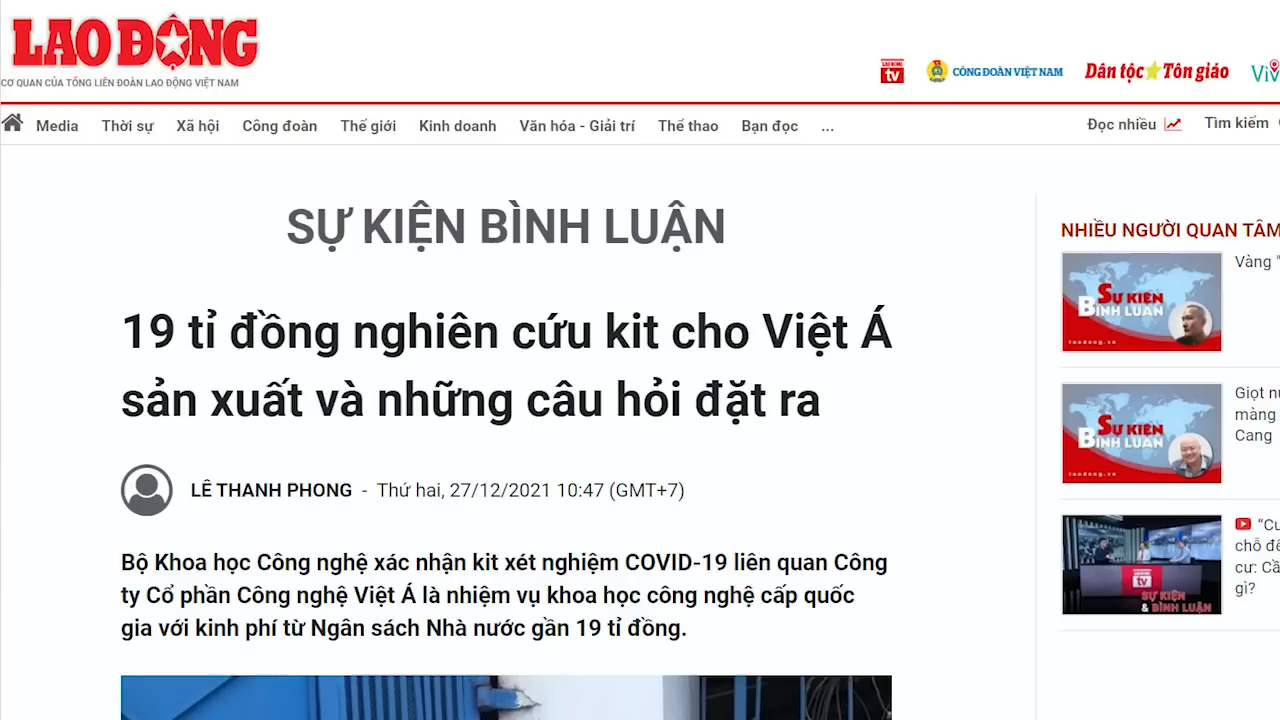 LAO ĐỘNG
CƠ QUAN CỦA TỔNG LIÊN ĐOÀN LAO ĐỘNG VIỆT NAM
LAO ĐỘNG tv
CÔNG ĐOÀN VIỆT NAM
Dân tộc Tôn giáo
Viv
Media Thời sự Xã hội Công đoàn Thế giới Kinh doanh Văn hóa - Giải trí Thể thao Bạn đọc ...
Đọc nhiều Tìm kiếm
SỰ KIỆN BÌNH LUẬN
19 tỉ đồng nghiên cứu kit cho Việt Á
sản xuất và những câu hỏi đặt ra
LÊ THANH PHONG - Thứ hai, 27/12/2021 10:47 (GMT+7)
Bộ Khoa học Công nghệ xác nhận kit xét nghiệm COVID-19 liên quan Công
ty Cổ phần Công nghệ Việt Á là nhiệm vụ khoa học công nghệ cấp quốc
gia với kinh phí từ Ngân sách Nhà nước gần 19 tỉ đồng.
NHIỀU NGƯỜI QUAN TÂM
SỰ KIỆN
BÌNH LUẬN
laodong.vn
Vàng "
SỰ KIỆN
BÌNH LUẬN
laodong.vn
Giọt
màng
Cang
tv
SỰ KIỆN
& BÌNH LUẬN
chỗ
cư:
gì?